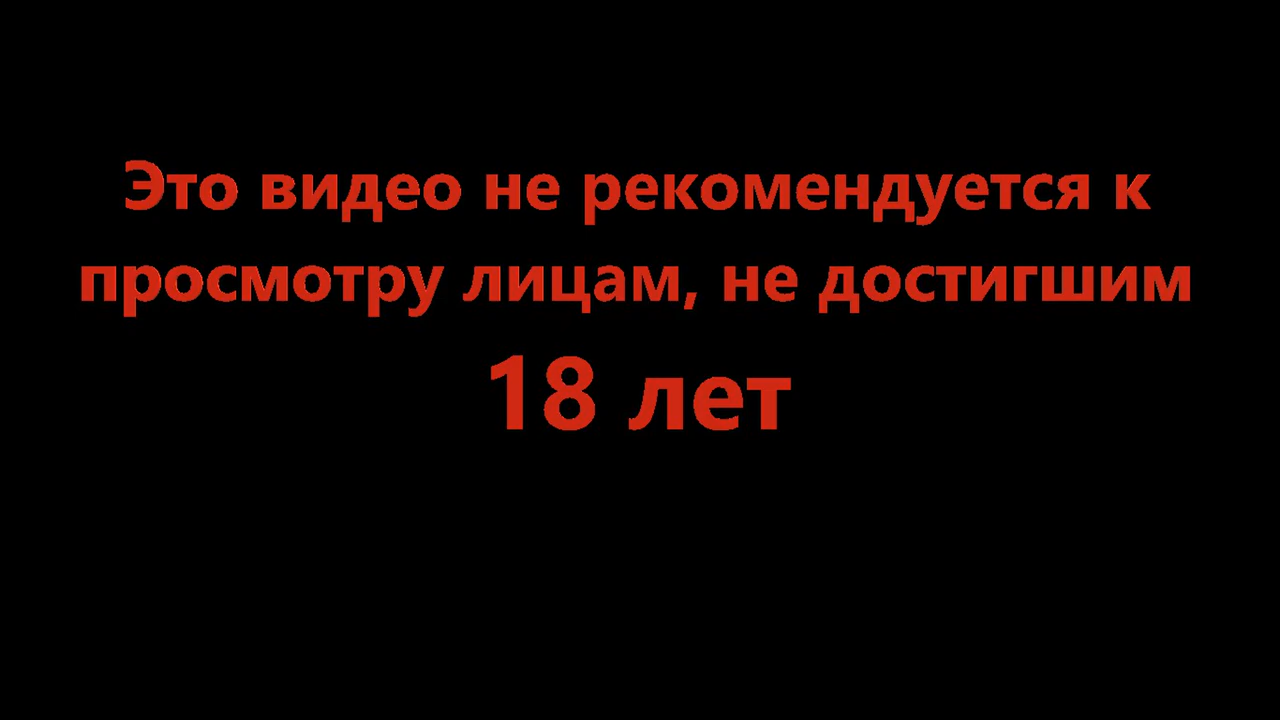 Это видео не рекомендуется к
просмотру лицам, не достигшим
18 лет